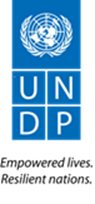 U N
D P
Empowered lives.
Resilient nations.